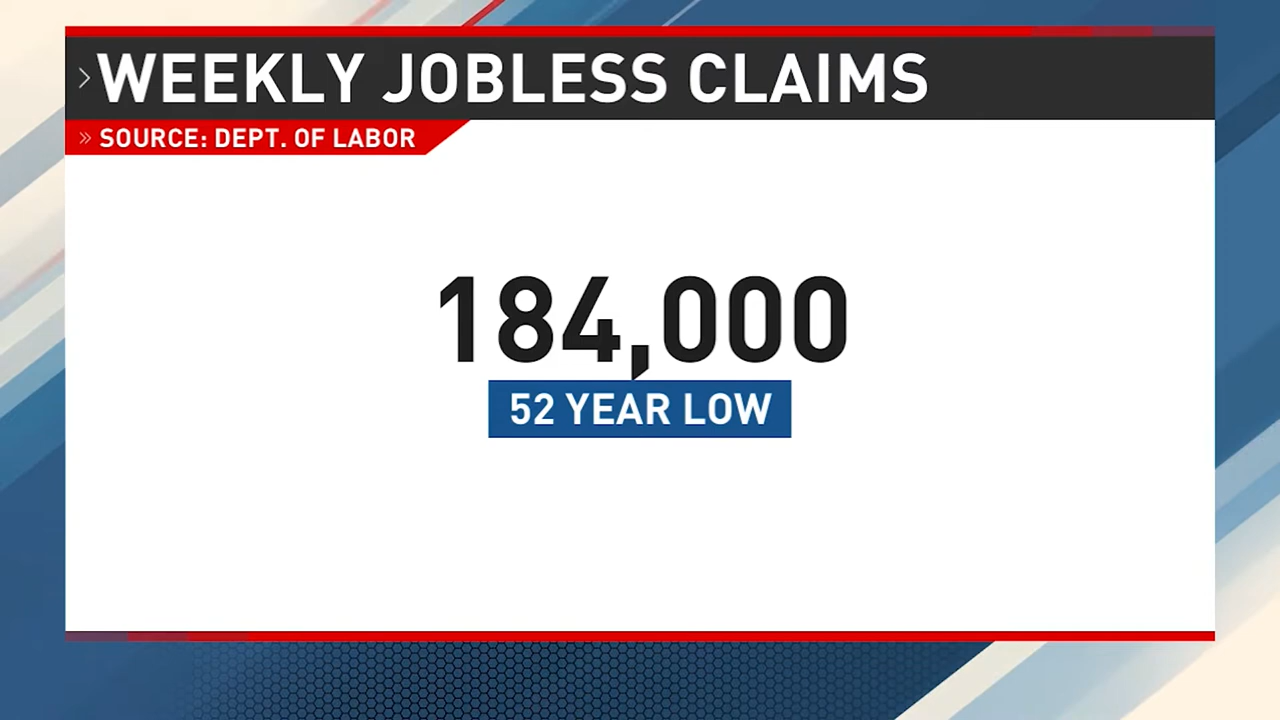 WEEKLY JOBLESS CLAIMS
SOURCE: DEPT. OF LABOR
184,000
52 YEAR LOW